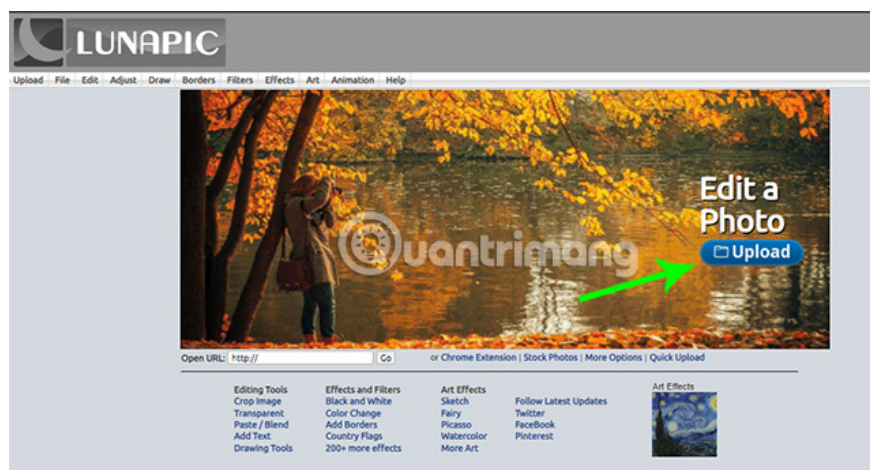 LUNAPIC
Upload File Edit Adjust Draw Borders Filters Effects Art Animation Help
Edit a
Photo
Upload
Quantrimang
Open URL: http:// Go or Chrome Extension | Stock Photos | More Options | Quick Upload
Editing Tools
Crop Image
Transparent
Paste / Blend
Add Text
Drawing Tools
Effects and Filters
Black and White
Color Change
Add Borders
Country Flags
200+ more effects
Art Effects
Sketch
Fairy
Picasso
Watercolor
More Art
Follow Latest Updates
Twitter
FaceBook
Pinterest
Art Effects